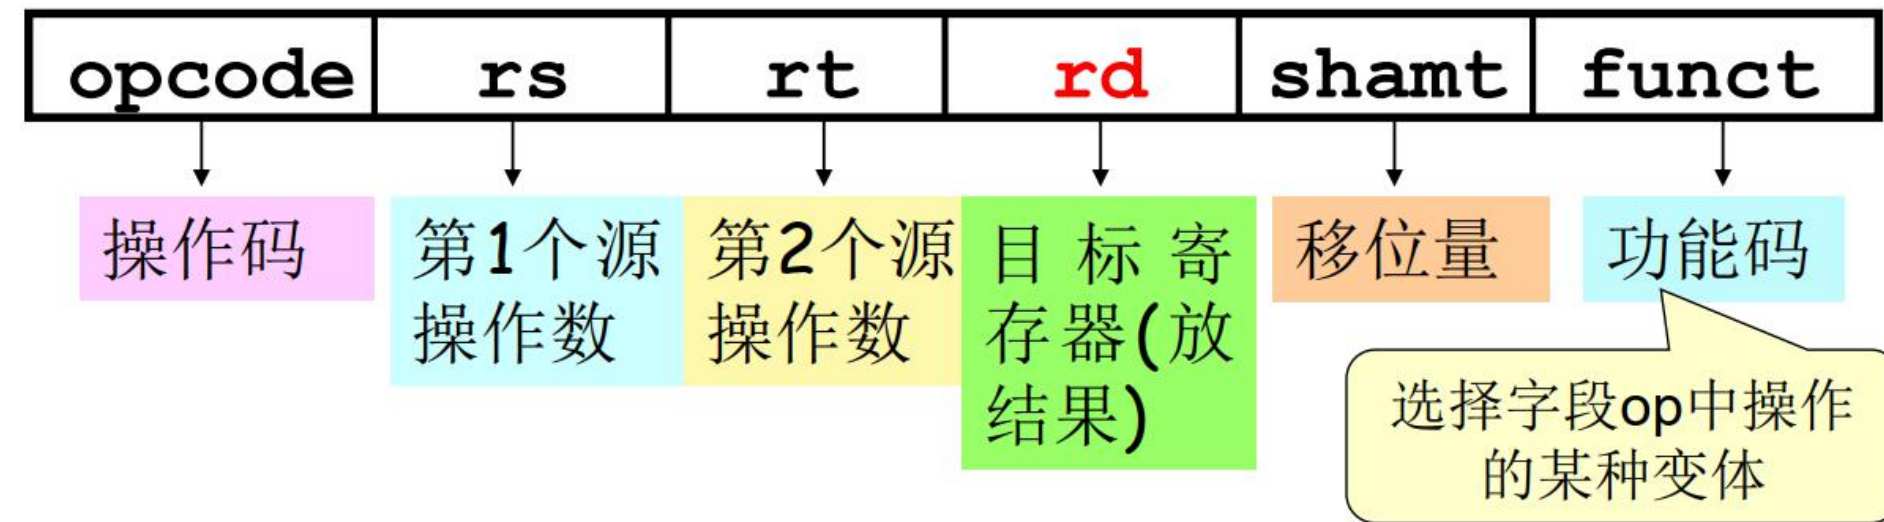 opcode rs rt rd shamt funct
操作码
第1个源
操作数
第2个源
操作数
目标寄
存器(放
结果)
移位量
功能码
选择字段op中操作
的某种变体